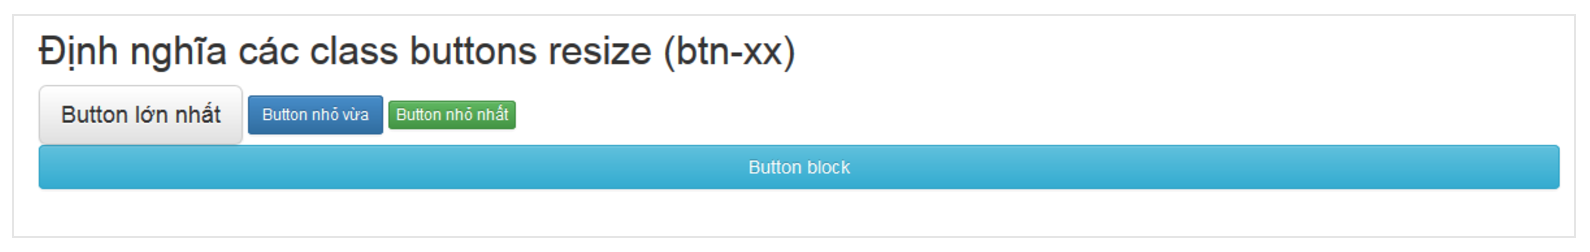 Định nghĩa các class buttons resize (btn-xx)
Button lớn nhất Button nhỏ vừa Button nhỏ nhất
Button block